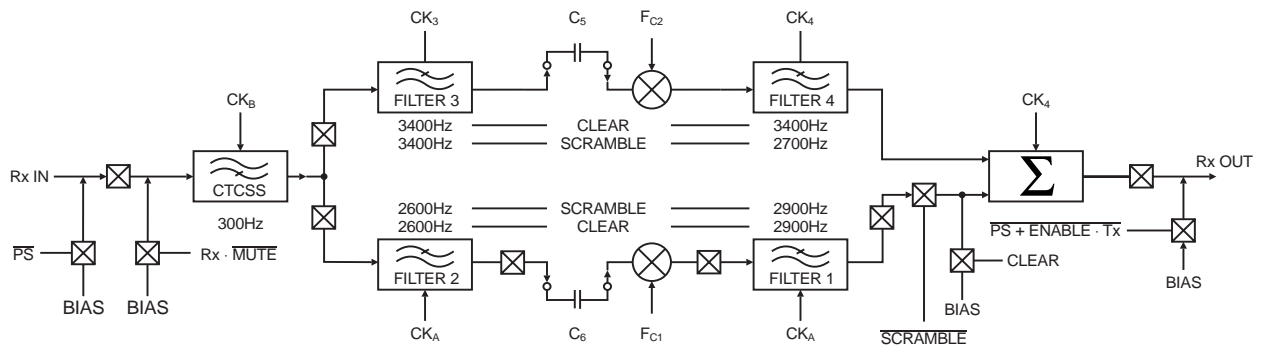 CK3
C5
FC2
CK4
FILTER 3
FILTER 4
CKB
3400Hz CLEAR 3400Hz
3400Hz SCRAMBLE 2700Hz
CK4
Rx IN
CTCSS
300Hz
Σ
Rx OUT
2600Hz SCRAMBLE 2900Hz
2600Hz CLEAR 2900Hz
PS
Rx · MUTE
BIAS
BIAS
FILTER 2
FILTER 1
PS + ENABLE · Tx
CLEAR
BIAS
BIAS
CKA
C6
FC1
CKA
SCRAMBLE